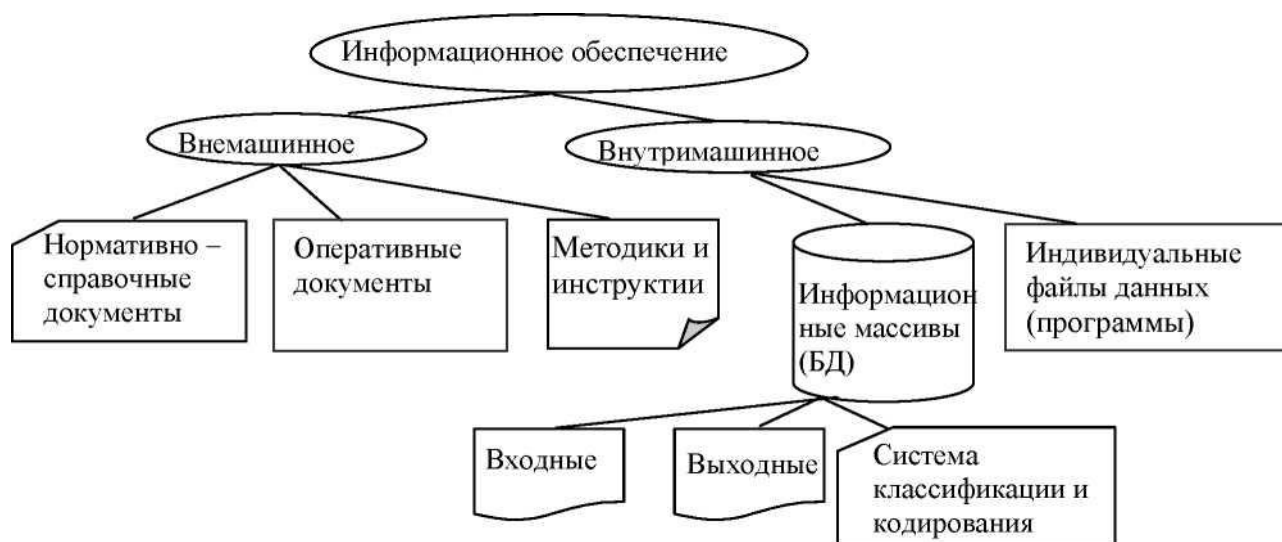 Информационное обеспечение
Внемашинное
Внутримашинное
Нормативно –
справочные
документы
Оперативные
документы
Методики и
инструктии
Информацион
ные массивы
(БД)
Индивидуальные
файлы данных
(программы)
Входные
Выходные
Система
классификации и
кодирования